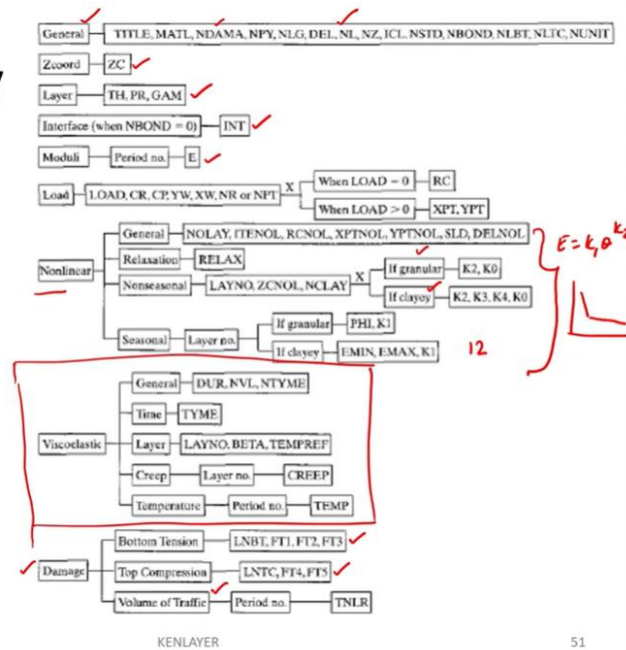 General TITLE, MATL, NDAMA, NPY, NLG, DEL, NL, NZ, ICL, NSTD, NBOND, NLBT, NLTC, NUNIT
Zcoord ZC
Layer TH, PR, GAM
Interface (when NBOND = 0) INT
Moduli Period no. E
Load LOAD, CR, CP, YW, XW, NR or NPT X When LOAD = 0 RC
When LOAD > 0 XPT, YPT
Nonlinear General NOLAY, ITENOL, RCNOL, XPTNOL, YPTNOL, SLD, DELNOL
Relaxation RELAX
Nonseasonal LAYNO, ZCNOL, NCLAY X If granular K2, K0
If clayey K2, K3, K4, K0
Seasonal Layer no. If granular PHI, K1
If clayey EMIN, EMAX, K1
E = K1 θ K2
12
Viscoelastic General DUR, NVL, NTYME
Time TYME
Layer LAYNO, BETA, TEMPREF
Creep Layer no. CREEP
Temperature Period no. TEMP
Damage Bottom Tension LNBT, FT1, FT2, FT3
Top Compression LNTC, FT4, FT5
Volume of Traffic Period no. TNLR
KENLAYER 51